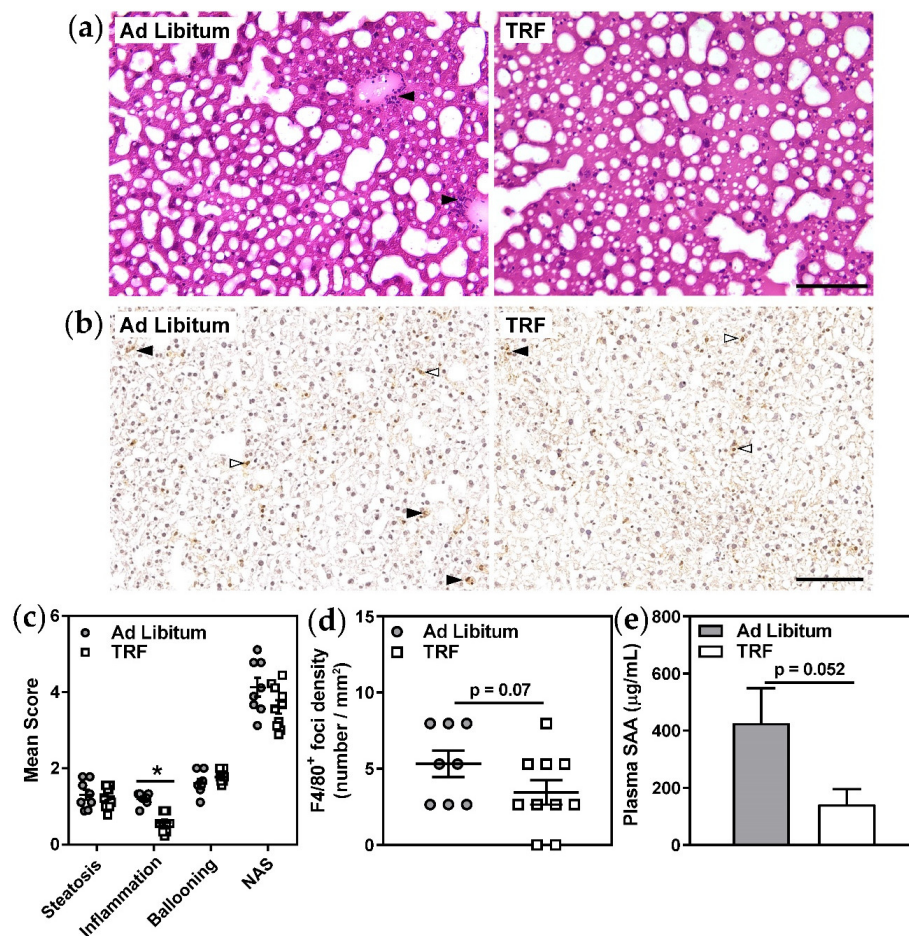 (a) Ad Libitum TRF
(b) Ad Libitum TRF
(c)
6
4
2
0
Mean Score
Ad Libitum
TRF
*
Steatosis
Inflammation
Ballooning
NAS
(d)
15
10
5
0
F4/80⁺ foci density
(number / mm²)
Ad Libitum
TRF
p = 0.07
(e)
800
600
400
200
0
Plasma SAA (µg/mL)
Ad Libitum
TRF
p = 0.052